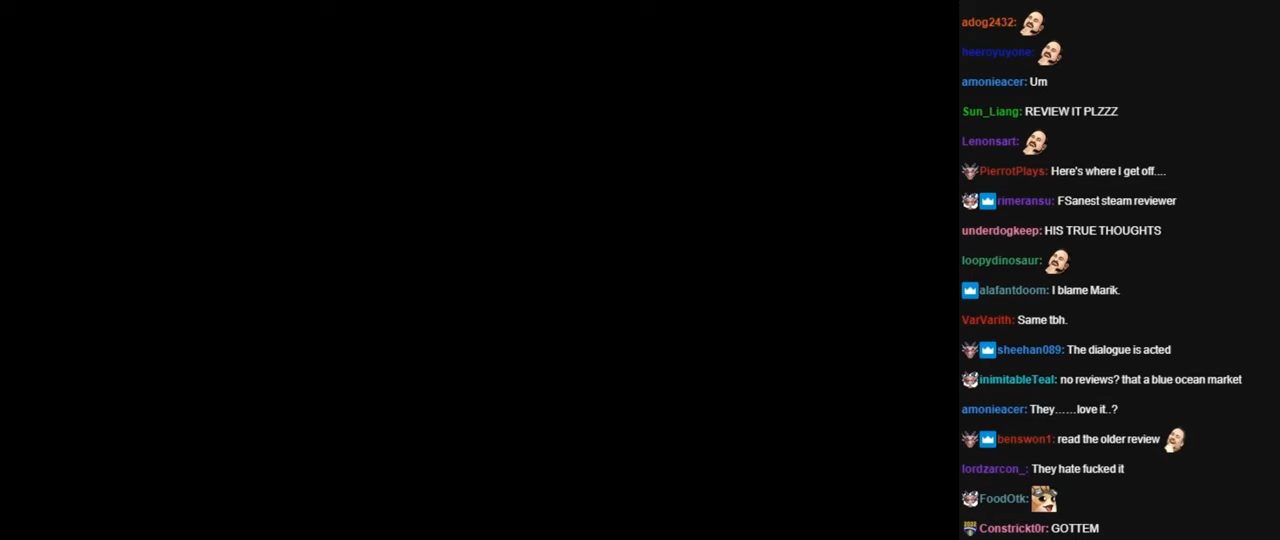 adog2432:
heeroyuyone:
amonieacer: Um
Sun_Liang: REVIEW IT PLZZZ
Lenonsart:
PierrotPlays: Here's where I get off....
rimeransu: FSanest steam reviewer
underdogkeep: HIS TRUE THOUGHTS
loopydinosaur:
alafantdoom: I blame Marik.
VarVarith: Same tbh.
sheehan089: The dialogue is acted
inimitableTeal: no reviews? that a blue ocean market
amonieacer: They......love it..?
benswon1: read the older review
lordzarcon_: They hate fucked it
FoodOtk:
Constrickt0r: GOTTEM